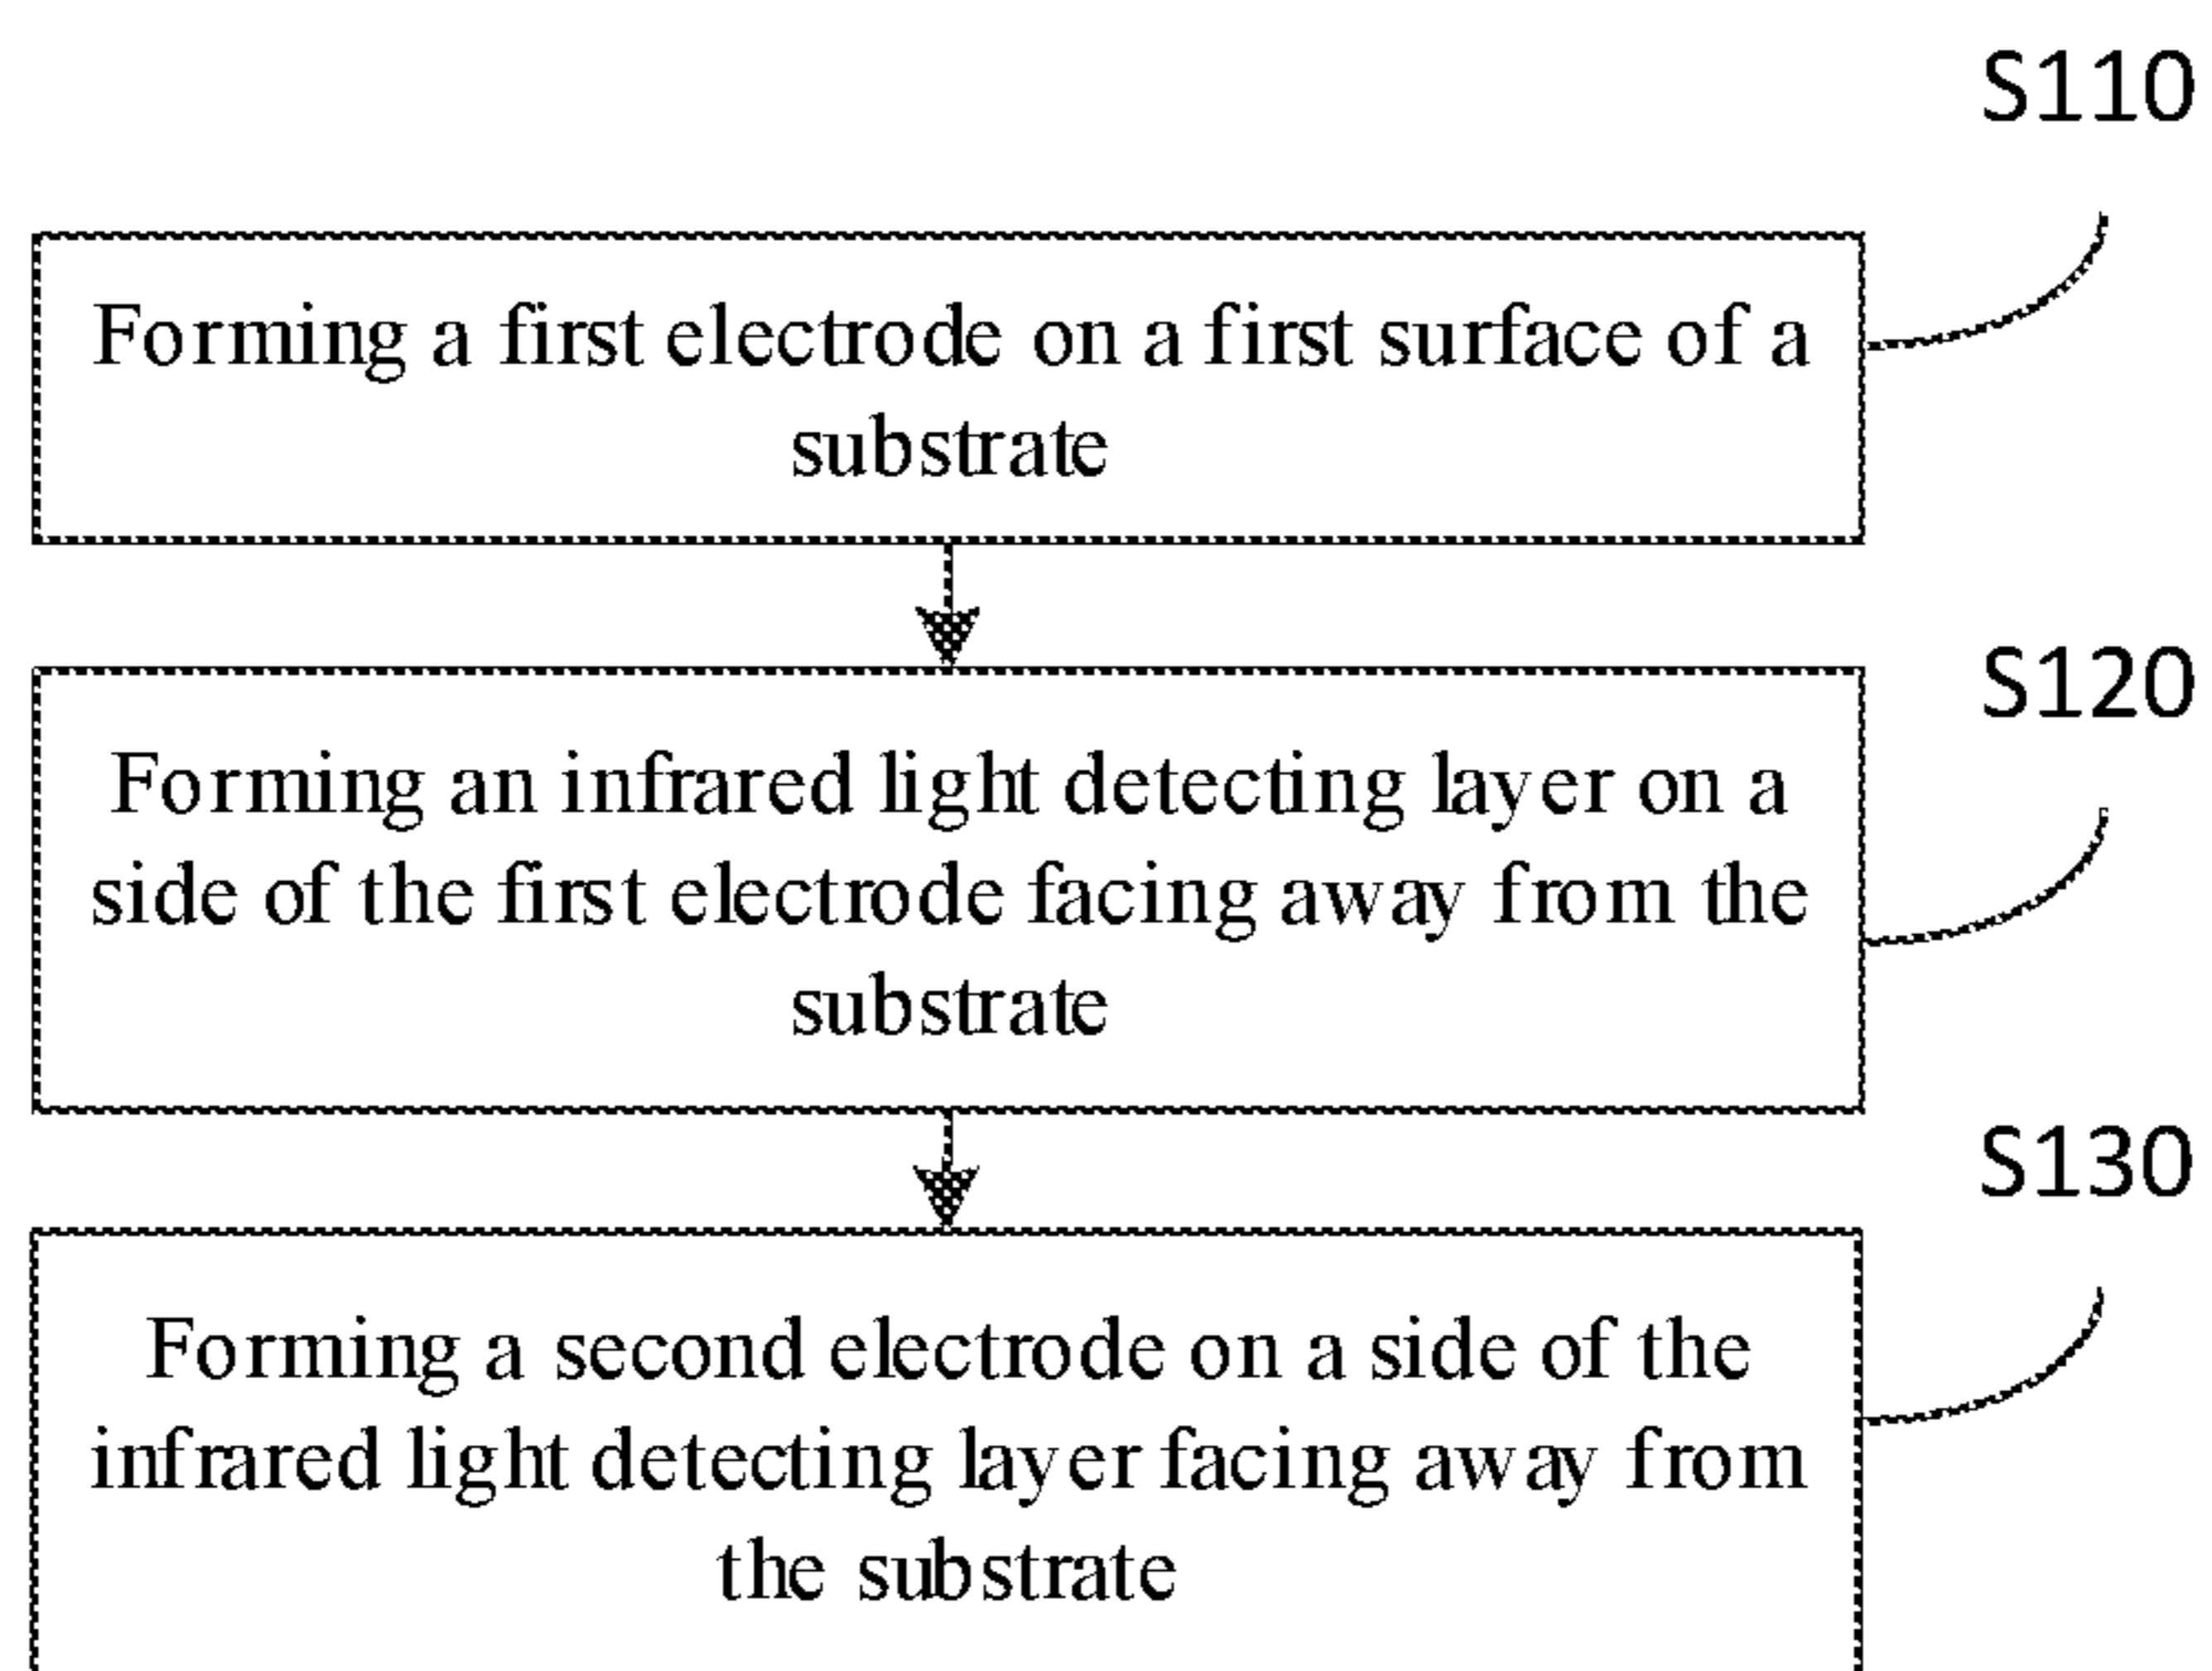 S110
Forming a first electrode on a first surface of a
substrate
S120
Forming an infrared light detecting layer on a
side of the first electrode facing away from the
substrate
S130
Forming a second electrode on a side of the
infrared light detecting layer facing away from
the substrate